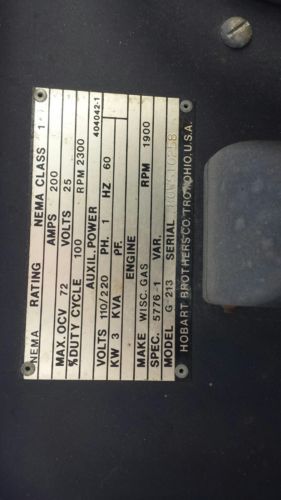 NEMA RATING NEMA CLASS 1
AMPS 200
MAX. OCV 72 VOLTS 25
% DUTY CYCLE 100 RPM 2300
AUXIL. POWER 404042-1
VOLTS 110/220 PH. 1 HZ 60
KW 3 KVA PF.
ENGINE
MAKE WISC. GAS RPM 1900
SPEC. 5776-1 VAR.
MODEL G-213 SERIAL
HOBART BROTHERS CO. TROY, OHIO, U.S.A.